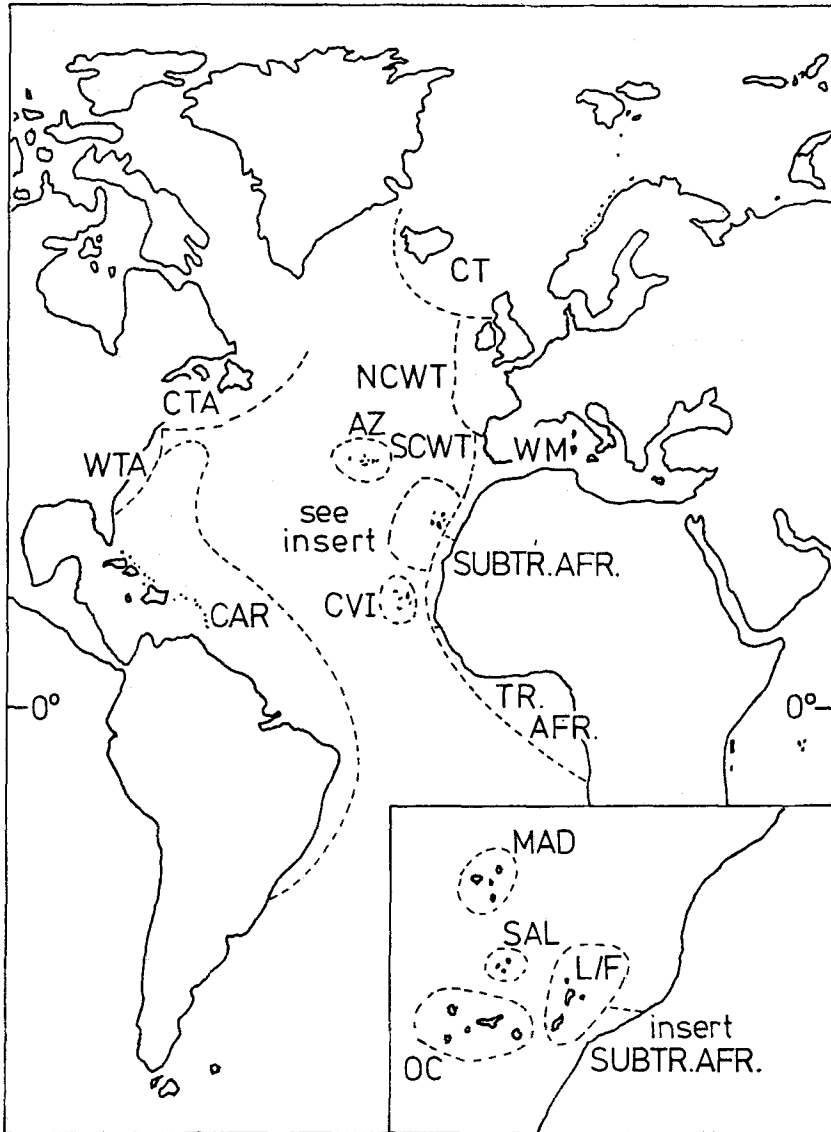 CT
NCWT
CTA
AZ
SCWT
WM
WTA
see
insert
SUBTR.AFR.
CVI
CAR
0°
TR.
AFR.
0°
MAD
SAL
L/F
insert
SUBTR.AFR.
OC